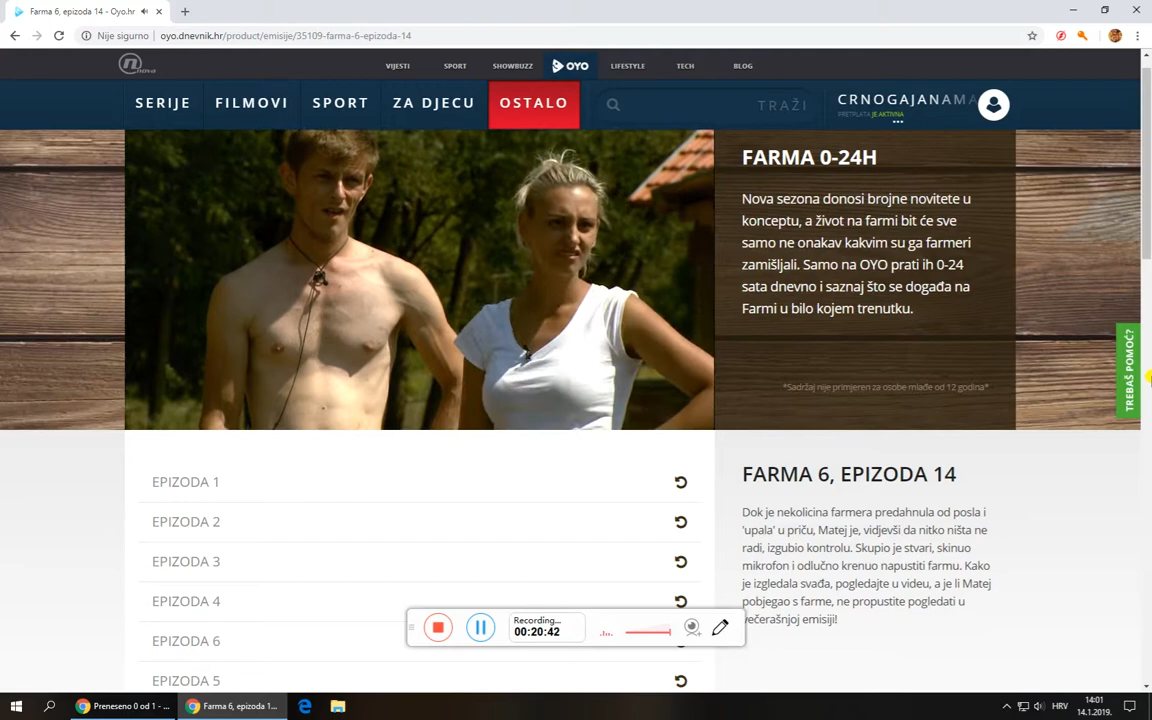 Farma 6, epizoda 14 - Oyo.hr
Nije sigurno
oyo.dnevnik.hr/product/emisije/35109-farma-6-epizoda-14
nova
VIJESTI
SPORT
SHOWBUZZ
OYO
LIFESTYLE
TECH
BLOG
SERIJE
FILMOVI
SPORT
ZA DJECU
OSTALO
TRAŽI
CRNOGAJANAMA
PRETPLATA JE AKTIVNA
FARMA 0-24H
Nova sezona donosi brojne novitete u
konceptu, a život na farmi bit će sve
samo ne onakav kakvim su ga farmeri
zamišljali. Samo na OYO prati ih 0-24
sata dnevno i saznaj što se događa na
Farmi u bilo kojem trenutku.
*Sadržaj nije primjeren za osobe mlađe od 12 godina*
TREBAŠ POMOĆ?
EPIZODA 1
EPIZODA 2
EPIZODA 3
EPIZODA 4
EPIZODA 6
EPIZODA 5
FARMA 6, EPIZODA 14
Dok je nekolicina farmera predahnula od posla i
'upala' u priču, Matej je, vidjevši da nitko ništa ne
radi, izgubio kontrolu. Skupio je stvari, skinuo
mikrofon i odlučno krenuo napustiti farmu. Kako
je izgledala svađa, pogledajte u videu, a je li Matej
pobjegao s farme, ne propustite pogledati u
večerašnjoj emisiji!
Recording...
00:20:42
Preneseno 0 od 1 - ...
Farma 6, epizoda 1...
HRV
14:01
14.1.2019.